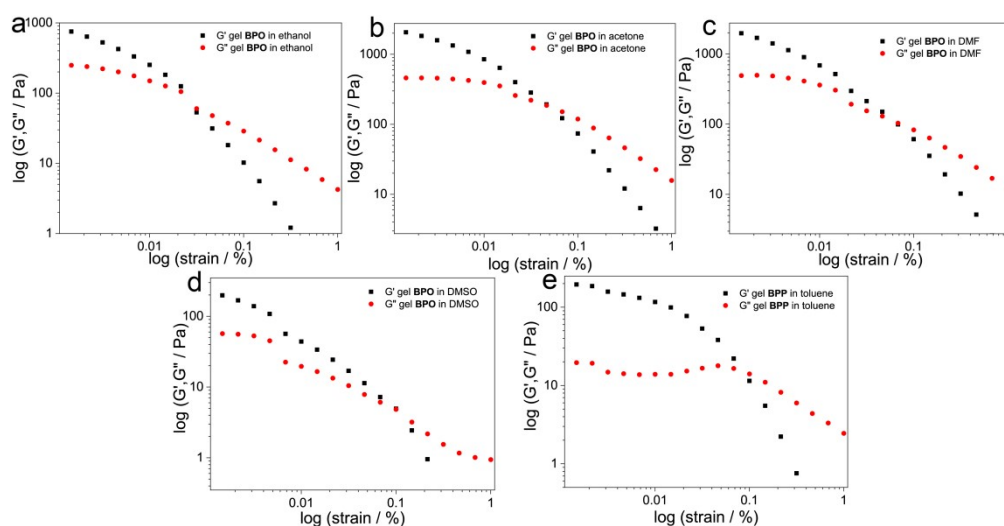 a
G' gel BPO in ethanol
G" gel BPO in ethanol
log (G',G" / Pa)
1000
100
10
1
0.01
0.1
1
log (strain / %)
b
G' gel BPO in acetone
G" gel BPO in acetone
log (G',G" / Pa)
1000
100
10
0.01
0.1
1
log (strain / %)
c
G' gel BPO in DMF
G" gel BPO in DMF
log (G',G" / Pa)
1000
100
10
0.01
0.1
log (strain / %)
d
G' gel BPO in DMSO
G" gel BPO in DMSO
log (G',G" / Pa)
100
10
1
0.01
0.1
1
log (strain / %)
e
G' gel BPP in toluene
G" gel BPP in toluene
log (G',G" / Pa)
100
10
1
0.01
0.1
1
log (strain / %)